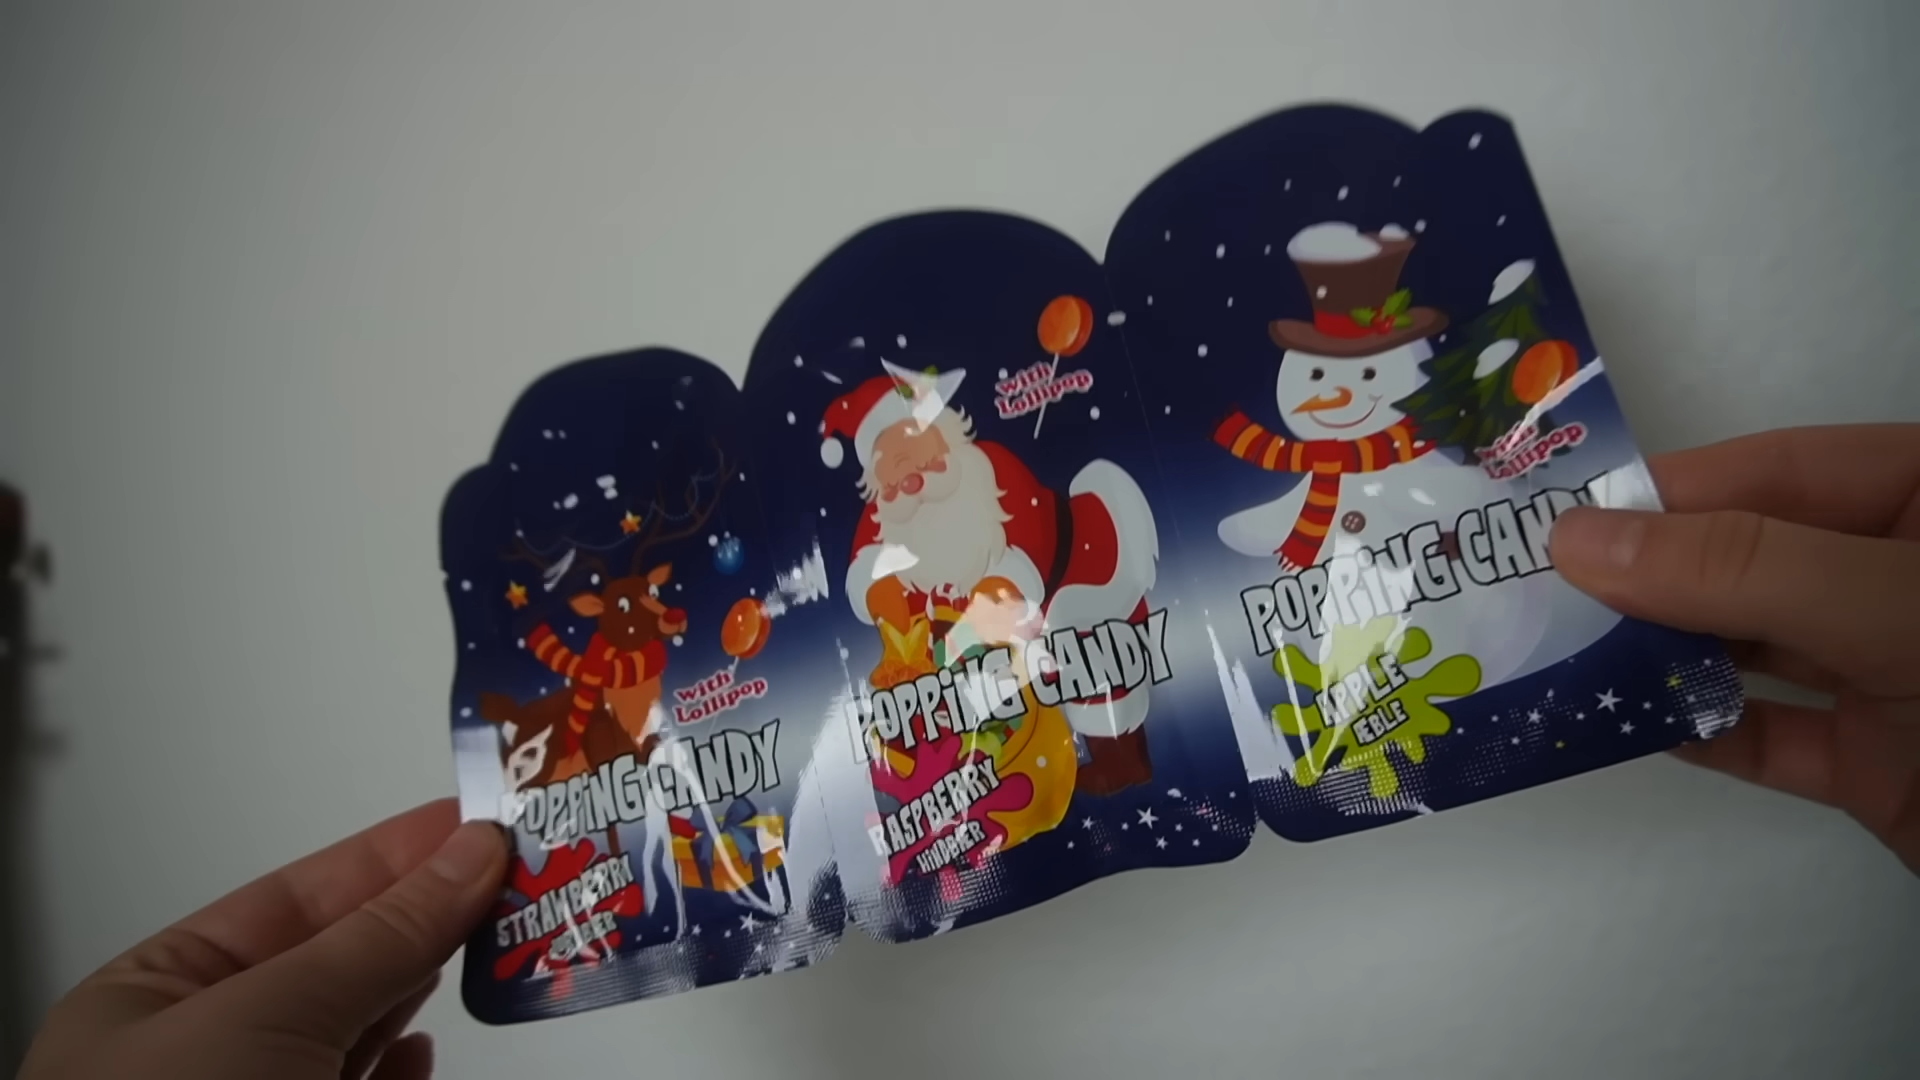 with
Lollipop
POPPING CANDY
STRAWBERRY
with
Lollipop
POPPING CANDY
RASPBERRY
HINDBÆR
with
Lollipop
POPPING CANDY
APPLE
ÆBLE